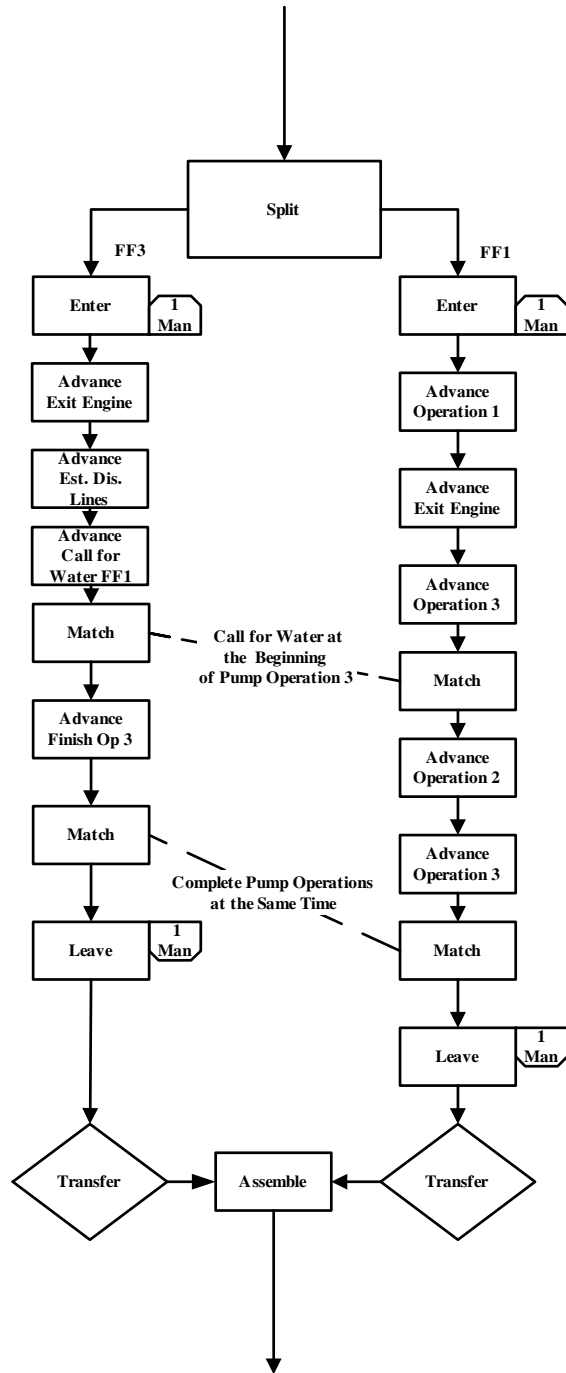 Split
FF3
FF1
Enter
1
Man
Enter
1
Man
Advance
Exit Engine
Advance
Operation 1
Advance
Est. Dis.
Lines
Advance
Exit Engine
Advance
Call for
Water FF1
Advance
Operation 3
Match
Call for Water at
the Beginning
of Pump Operation 3
Match
Advance
Finish Op 3
Advance
Operation 2
Match
Advance
Operation 3
Complete Pump Operations
at the Same Time
Leave
1
Man
Match
Leave
1
Man
Transfer
Assemble
Transfer